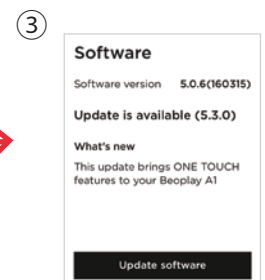 ③
Software
Software version 5.0.6(160315)
Update is available (5.3.0)
What's new
This update brings ONE TOUCH
features to your Beoplay A1
Update software